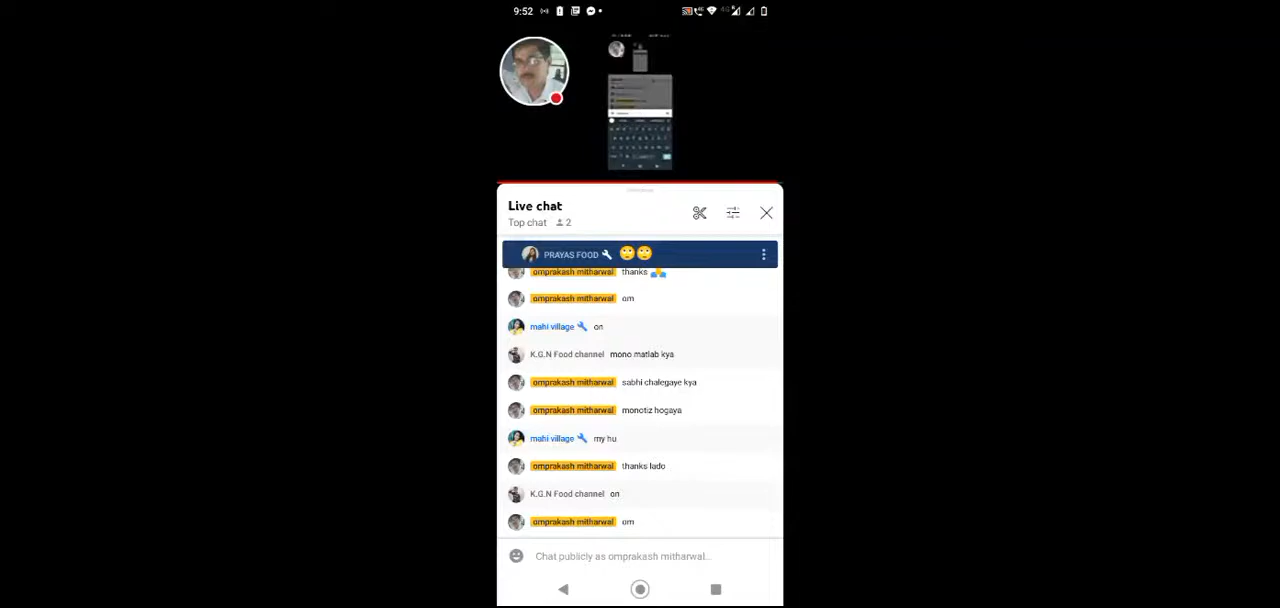 9:52
Live chat
Top chat 2
PRAYAS FOOD 🙄🙄
omprakash mitharwal thanks 🙏
omprakash mitharwal om
mahi village on
K.G.N Food channel mono matlab kya
omprakash mitharwal sabhi chalegaye kya
omprakash mitharwal monotiz hogaya
mahi village my hu
omprakash mitharwal thanks lado
K.G.N Food channel on
omprakash mitharwal om
Chat publicly as omprakash mitharwal...